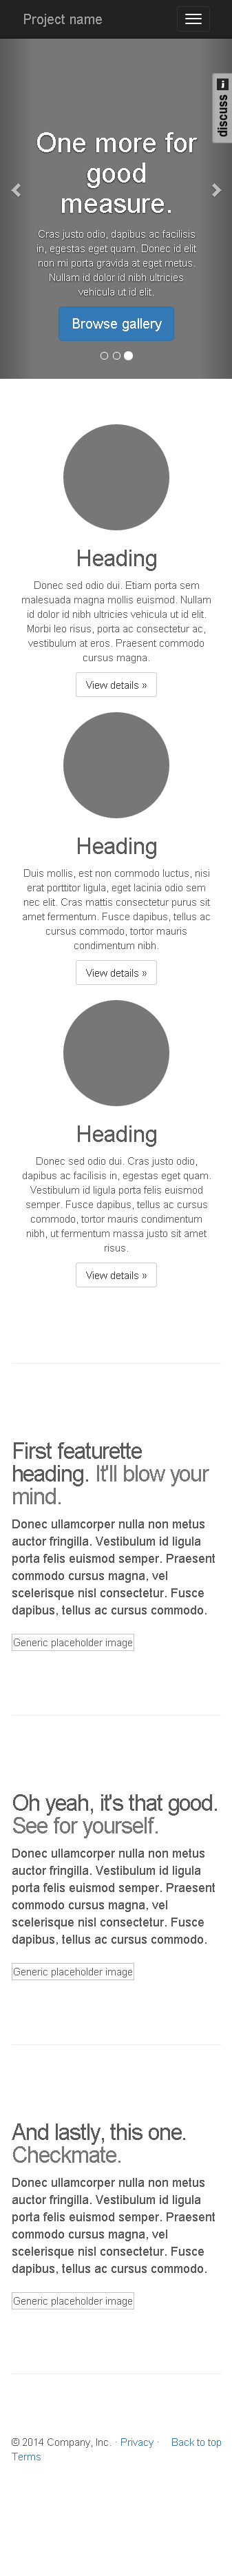 Project name
discuss
One more for
good
measure.
Cras justo odio, dapibus ac facilisis
in, egestas eget quam. Donec id elit
non mi porta gravida at eget metus.
Nullam id dolor id nibh ultricies
vehicula ut id elit.
Browse gallery
Heading
Donec sed odio dui. Etiam porta sem
malesuada magna mollis euismod. Nullam
id dolor id nibh ultricies vehicula ut id elit.
Morbi leo risus, porta ac consectetur ac,
vestibulum at eros. Praesent commodo
cursus magna.
View details »
Heading
Duis mollis, est non commodo luctus, nisi
erat porttitor ligula, eget lacinia odio sem
nec elit. Cras mattis consectetur purus sit
amet fermentum. Fusce dapibus, tellus ac
cursus commodo, tortor mauris
condimentum nibh.
View details »
Heading
Donec sed odio dui. Cras justo odio,
dapibus ac facilisis in, egestas eget quam.
Vestibulum id ligula porta felis euismod
semper. Fusce dapibus, tellus ac cursus
commodo, tortor mauris condimentum
nibh, ut fermentum massa justo sit amet
risus.
View details »
First featurette
heading. It'll blow your
mind.
Donec ullamcorper nulla non metus
auctor fringilla. Vestibulum id ligula
porta felis euismod semper. Praesent
commodo cursus magna, vel
scelerisque nisl consectetur. Fusce
dapibus, tellus ac cursus commodo.
Generic placeholder image
Oh yeah, it's that good.
See for yourself.
Donec ullamcorper nulla non metus
auctor fringilla. Vestibulum id ligula
porta felis euismod semper. Praesent
commodo cursus magna, vel
scelerisque nisl consectetur. Fusce
dapibus, tellus ac cursus commodo.
Generic placeholder image
And lastly, this one.
Checkmate.
Donec ullamcorper nulla non metus
auctor fringilla. Vestibulum id ligula
porta felis euismod semper. Praesent
commodo cursus magna, vel
scelerisque nisl consectetur. Fusce
dapibus, tellus ac cursus commodo.
Generic placeholder image
© 2014 Company, Inc. · Privacy · Back to top
Terms